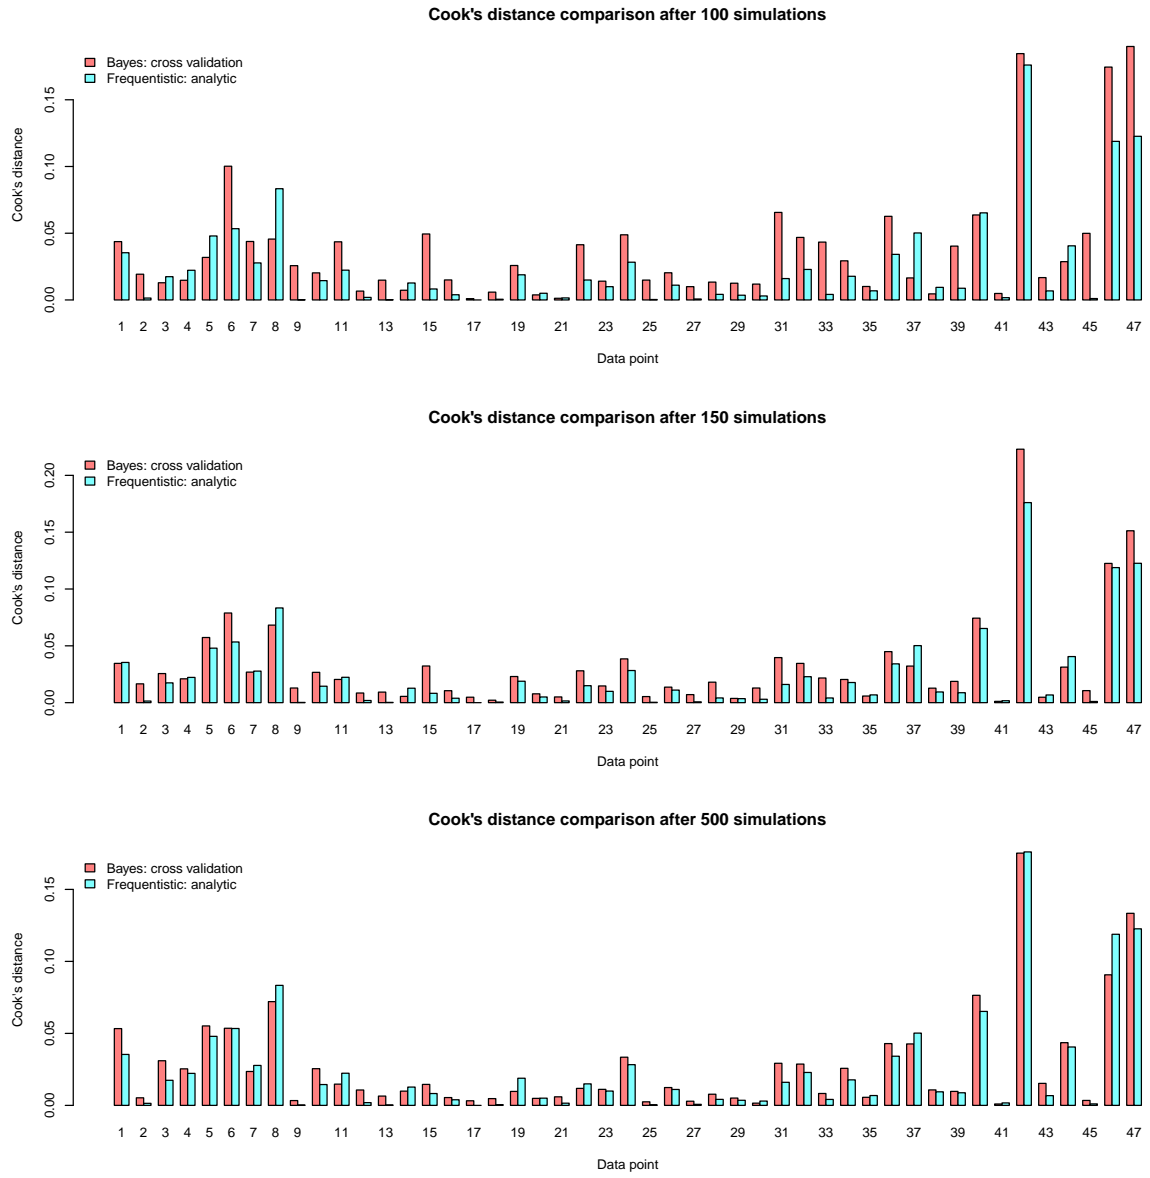 Cook's distance comparison after 100 simulations
Bayes: cross validation
Frequentistic: analytic
Cook's distance
0.15
0.10
0.05
0.00
1 2 3 4 5 6 7 8 9 11 13 15 17 19 21 23 25 27 29 31 33 35 37 39 41 43 45 47
Data point
Cook's distance comparison after 150 simulations
Bayes: cross validation
Frequentistic: analytic
Cook's distance
0.20
0.15
0.10
0.05
0.00
1 2 3 4 5 6 7 8 9 11 13 15 17 19 21 23 25 27 29 31 33 35 37 39 41 43 45 47
Data point
Cook's distance comparison after 500 simulations
Bayes: cross validation
Frequentistic: analytic
Cook's distance
0.15
0.10
0.05
0.00
1 2 3 4 5 6 7 8 9 11 13 15 17 19 21 23 25 27 29 31 33 35 37 39 41 43 45 47
Data point